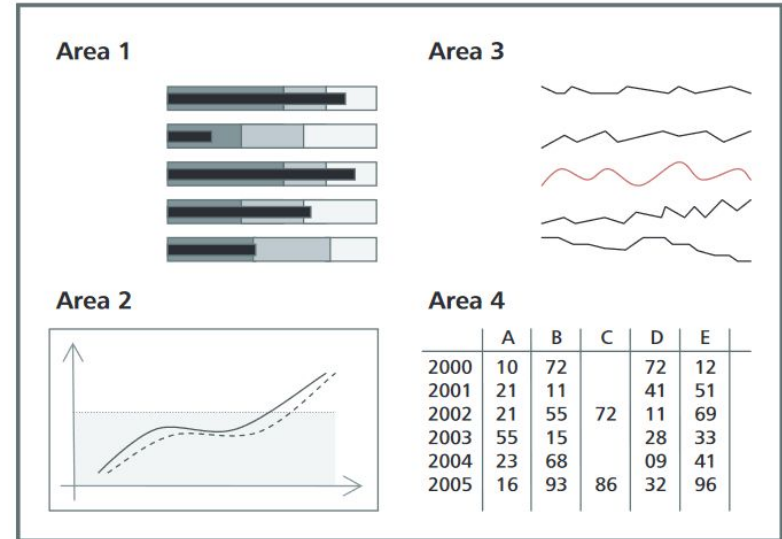 Area 1
Area 3
Area 2
Area 4
A B C D E
2000 10 72 72 12
2001 21 11 41 51
2002 21 55 72 11 69
2003 55 15 28 33
2004 23 68 09 41
2005 16 93 86 32 96